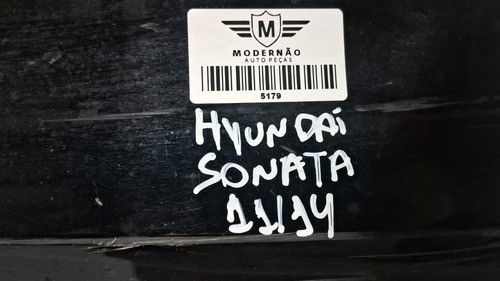 M
MODERNÃO
AUTO PEÇAS
5179
HYUNDAi
SONATA
11/14